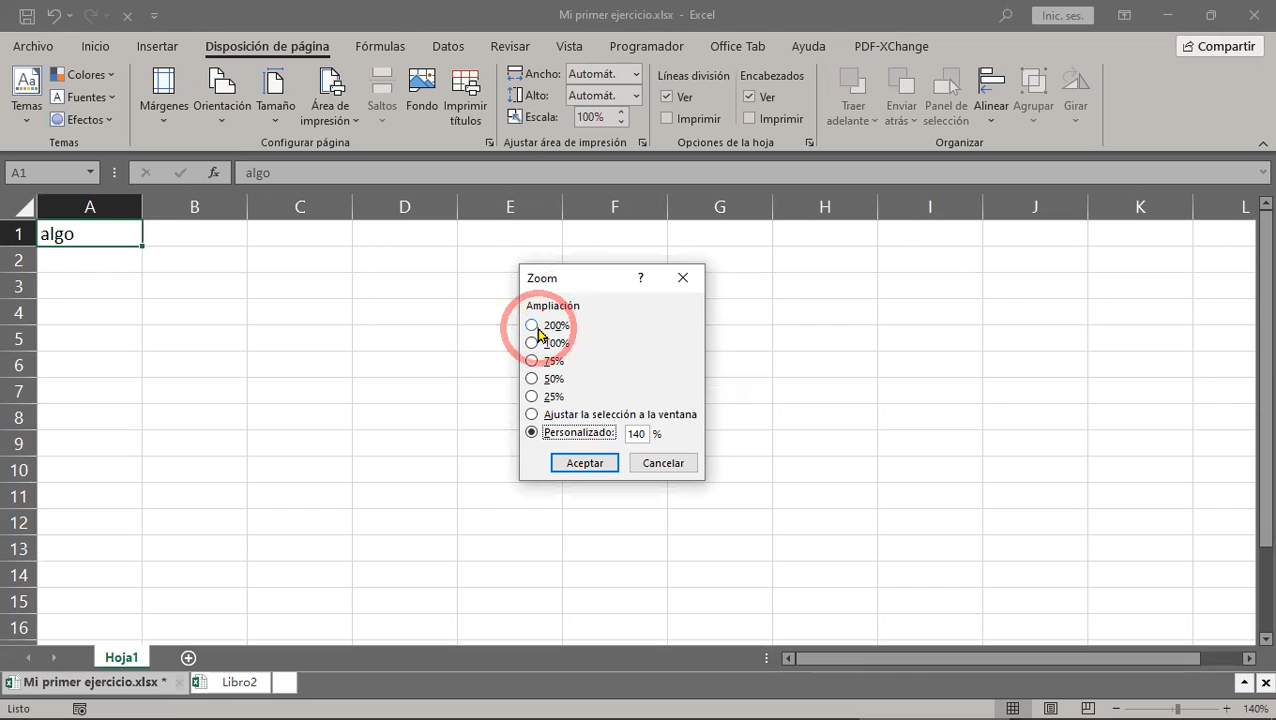 Mi primer ejercicio.xlsx - Excel
Inic. ses.
Archivo Inicio Insertar Disposición de página Fórmulas Datos Revisar Vista Programador Office Tab Ayuda PDF-XChange Compartir
Temas
Colores
Fuentes
Efectos
Temas
Márgenes
Orientación
Tamaño
Área de
impresión
Saltos
Fondo
Imprimir
títulos
Configurar página
Ancho: Automát.
Alto: Automát.
Escala: 100%
Ajustar área de impresión
Líneas división Encabezados
Ver Ver
Imprimir Imprimir
Opciones de la hoja
Traer
adelante
Enviar
atrás
Panel de
selección
Alinear
Agrupar
Girar
Organizar
A1 fx algo
A B C D E F G H I J K L
1 algo
2
3
4
5
6
7
8
9
10
11
12
13
14
15
16
Zoom ?
Ampliación
200%
100%
75%
50%
25%
Ajustar la selección a la ventana
Personalizado: 140 %
Aceptar Cancelar
Hoja1
Mi primer ejercicio.xlsx * Libro2
Listo 140%